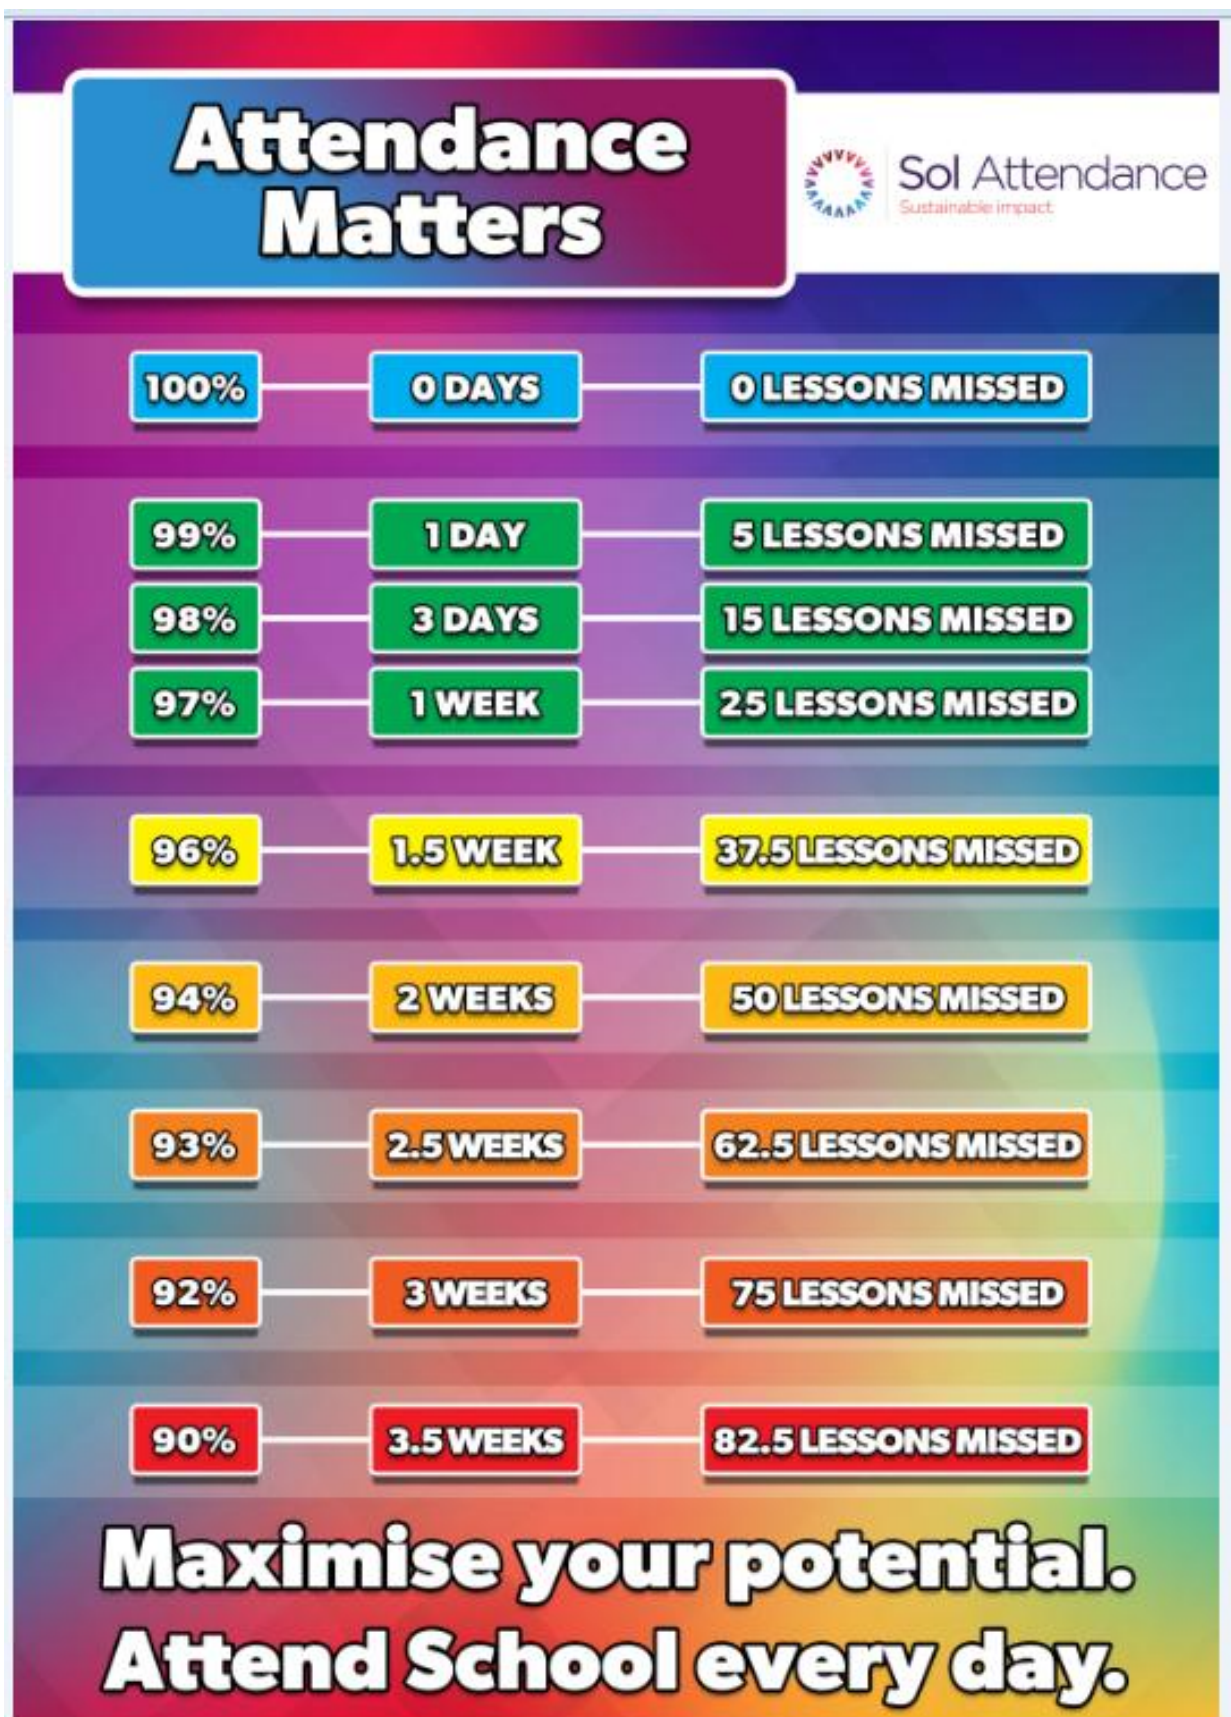 Attendance
Matters
Sol Attendance
Sustainable impact
100% 0 DAYS 0 LESSONS MISSED
99% 1 DAY 5 LESSONS MISSED
98% 3 DAYS 15 LESSONS MISSED
97% 1 WEEK 25 LESSONS MISSED
96% 1.5 WEEK 37.5 LESSONS MISSED
94% 2 WEEKS 50 LESSONS MISSED
93% 2.5 WEEKS 62.5 LESSONS MISSED
92% 3 WEEKS 75 LESSONS MISSED
90% 3.5 WEEKS 82.5 LESSONS MISSED
Maximise your potential.
Attend School every day.